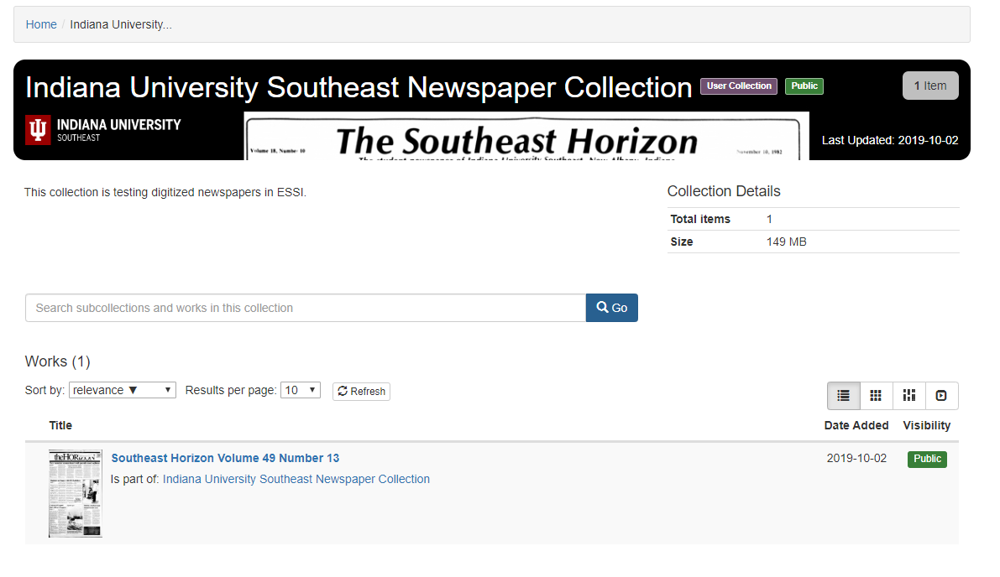 Home / Indiana University...
Indiana University Southeast Newspaper Collection User Collection Public 1 Item
INDIANA UNIVERSITY
SOUTHEAST
The Southeast Horizon
Volume 18, Number 10
November 10, 1982
The student newspaper of Indiana University Southeast, New Albany, Indiana
Last Updated: 2019-10-02
This collection is testing digitized newspapers in ESSI.
Collection Details
Total items 1
Size 149 MB
Search subcollections and works in this collection Go
Works (1)
Sort by: relevance ▼ Results per page: 10 Refresh
Title Date Added Visibility
theHORIZON
Southeast Horizon Volume 49 Number 13 2019-10-02 Public
Is part of: Indiana University Southeast Newspaper Collection